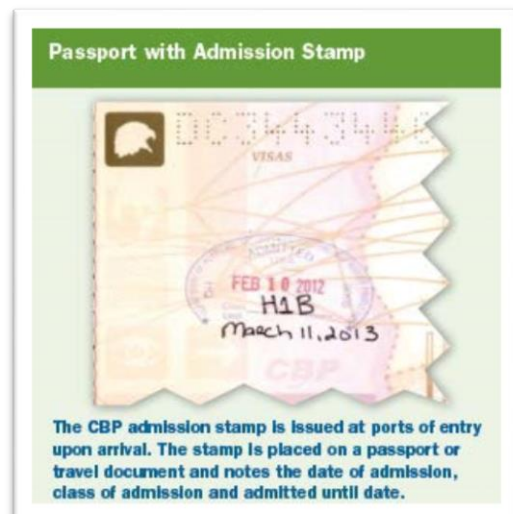 Passport with Admission Stamp
VISAS
ADMITTED
FEB 10 2012
H1B
March 11, 2013
CBP
The CBP admission stamp is issued at ports of entry
upon arrival. The stamp is placed on a passport or
travel document and notes the date of admission,
class of admission and admitted until date.